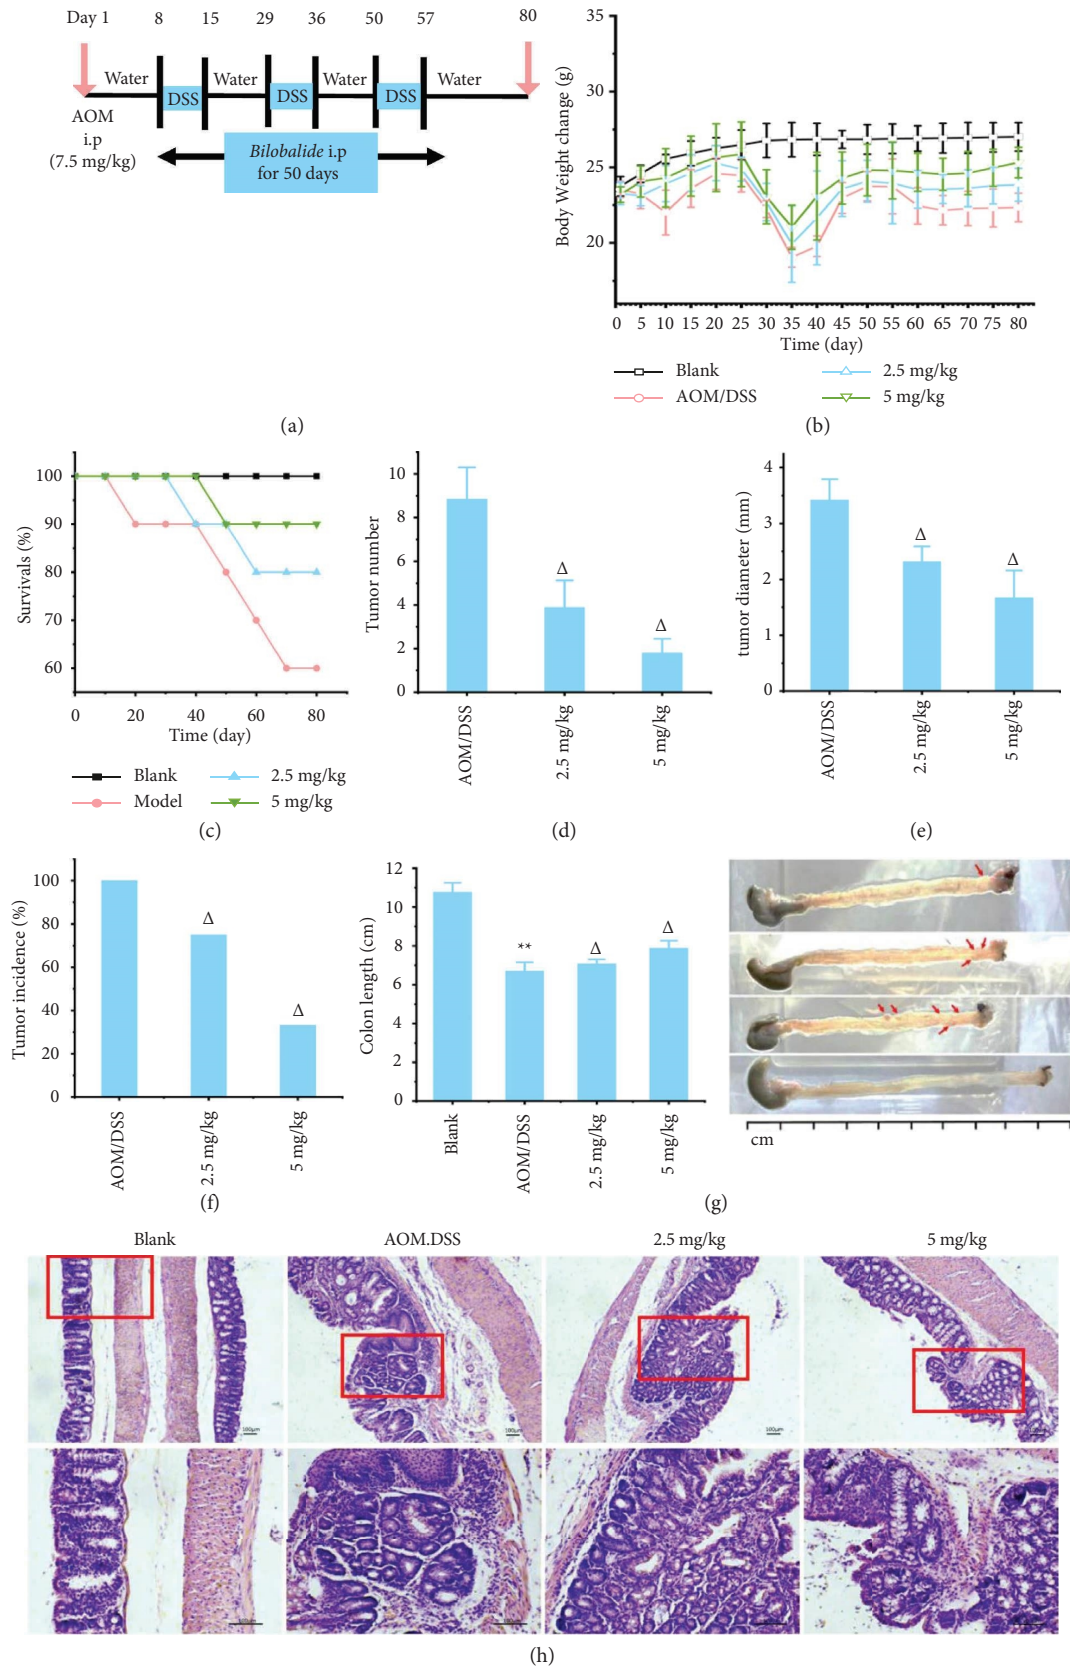 Day 1 8 15 29 36 50 57 80
Water Water Water Water
DSS DSS DSS
AOM
i.p
(7.5 mg/kg)
Bilobalide i.p
for 50 days
(a)
Body Weight change (g)
35
30
25
20
0 5 10 15 20 25 30 35 40 45 50 60 65 70 75 80
Time (day)
Blank 2.5 mg/kg
AOM/DSS 5 mg/kg
(b)
Survivals (%)
100
90
80
70
60
0 20 40 60 80
Time (day)
Blank 2.5 mg/kg
Model 5 mg/kg
(c)
Tumor number
10
8
6
4
2
0
Δ
Δ
AOM/DSS
2.5 mg/kg
5 mg/kg
(d)
tumor diameter (mm)
4
3
2
1
0
Δ
Δ
AOM/DSS
2.5 mg/kg
5 mg/kg
(e)
Tumor incidence (%)
100
80
60
40
20
0
Δ
Δ
AOM/DSS
2.5 mg/kg
5 mg/kg
(f)
Colon length (cm)
12
10
8
6
4
2
0
**
Δ
Δ
Blank
AOM/DSS
2.5 mg/kg
5 mg/kg
cm
(g)
Blank AOM.DSS 2.5 mg/kg 5 mg/kg
100μm 100μm 100μm
(h)